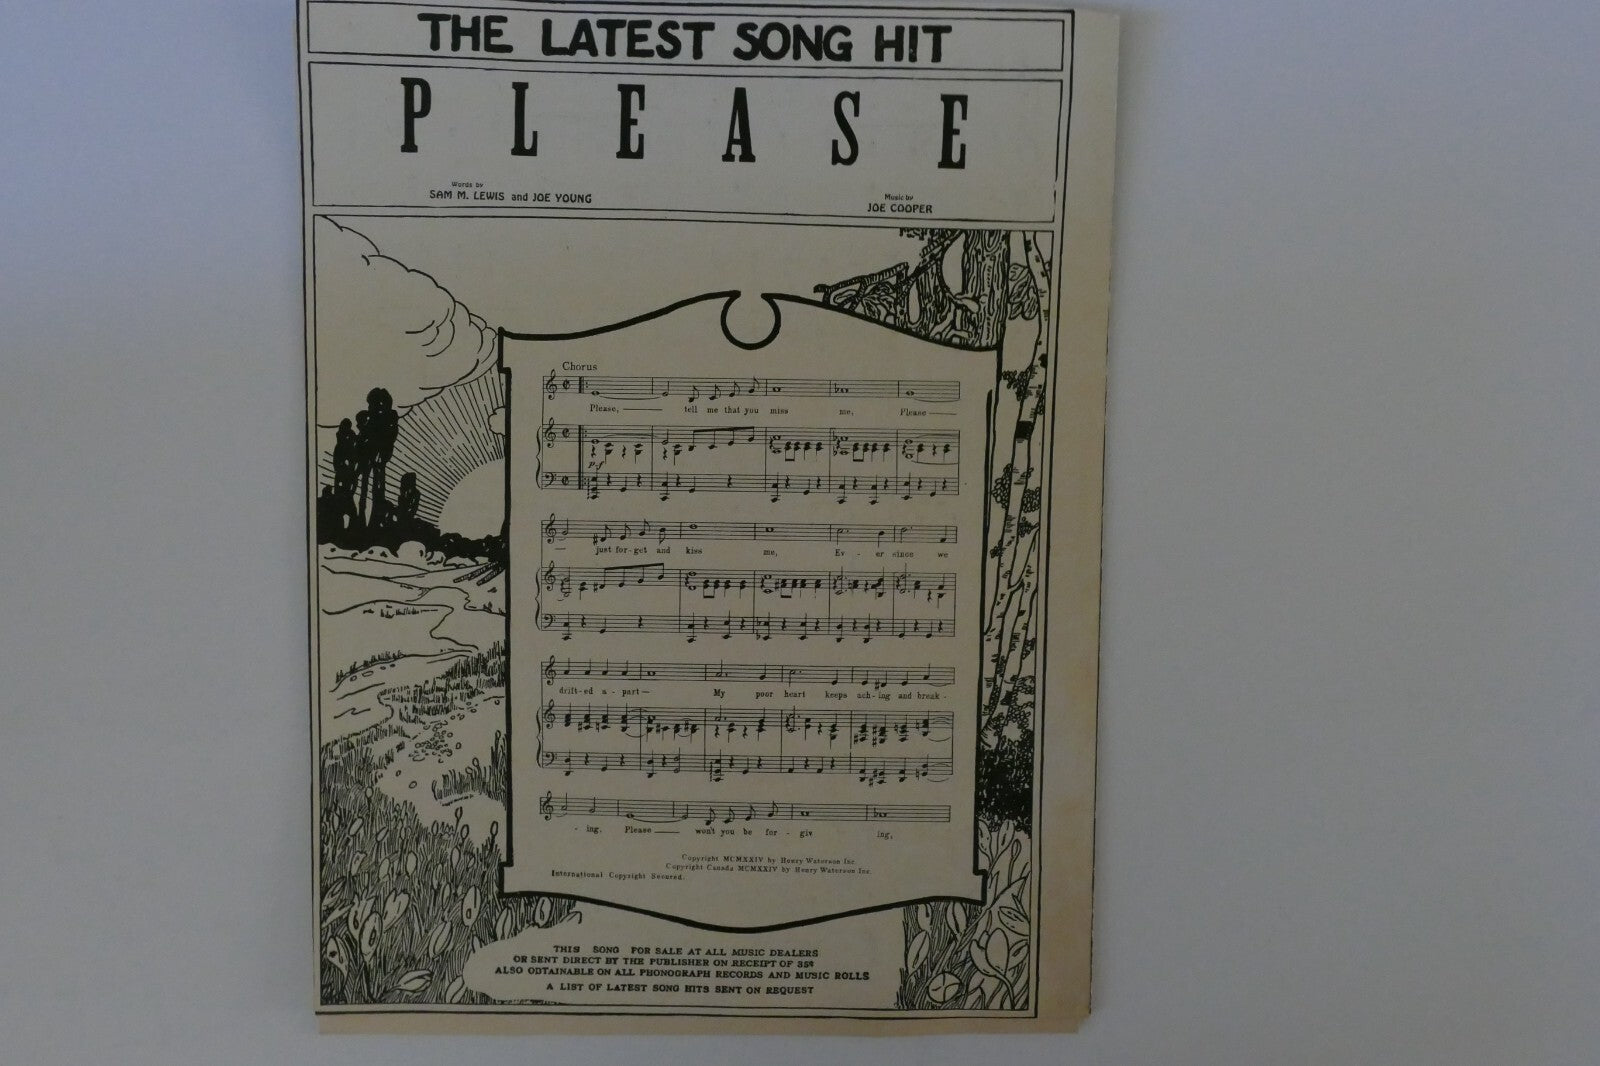 THE LATEST SONG HIT
PLEASE
Words by
SAM M. LEWIS and JOE YOUNG
Music by
JOE COOPER
Chorus
Please, tell me that you miss me, Please
p-f
just for-get and kiss me, Ev - er since we
drift-ed a - part My poor heart keeps ach-ing and break -
- ing, Please won't you be for - giv ing,
Copyright MCMXXIV by Henry Waterson Inc.
Copyright Canada MCMXXIV by Henry Waterson Inc.
International Copyright Secured.
THIS SONG FOR SALE AT ALL MUSIC DEALERS
OR SENT DIRECT BY THE PUBLISHER ON RECEIPT OF 35¢
ALSO OBTAINABLE ON ALL PHONOGRAPH RECORDS AND MUSIC ROLLS
A LIST OF LATEST SONG HITS SENT ON REQUEST